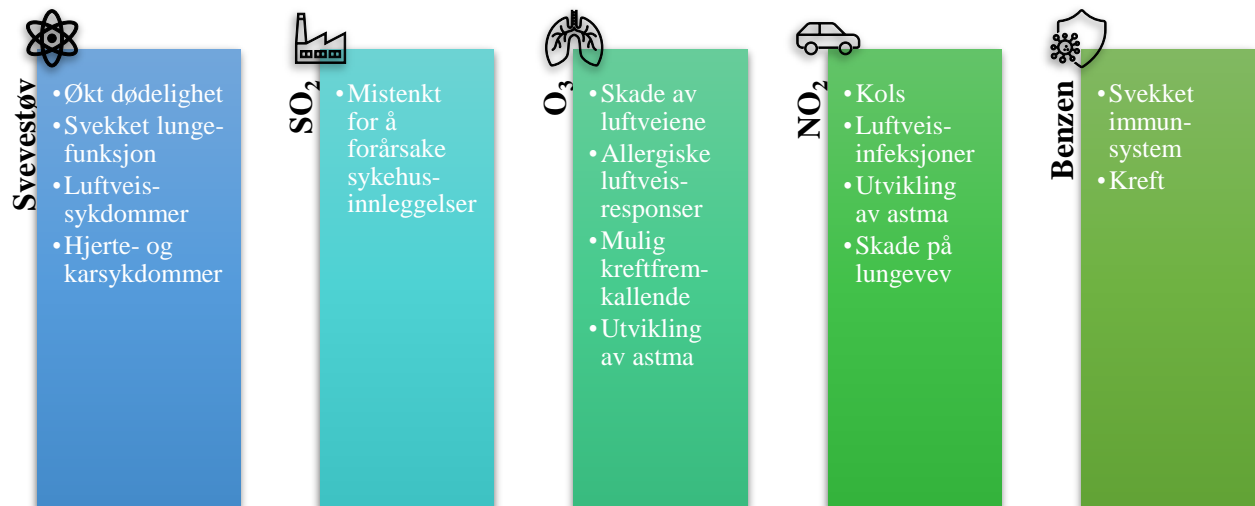 Svevestøv
•Økt dødelighet
•Svekket lunge-
funksjon
•Luftveis-
sykdommer
•Hjerte- og
karsykdommer
SO₂
•Mistenkt
for å
forårsake
sykehus-
innleggelser
O₃
•Skade av
luftveiene
•Allergiske
luftveis-
responser
•Mulig
kreftfrem-
kallende
•Utvikling
av astma
NO₂
•Kols
•Luftveis-
infeksjoner
•Utvikling
av astma
•Skade på
lungevev
Benzen
•Svekket
immun-
system
•Kreft